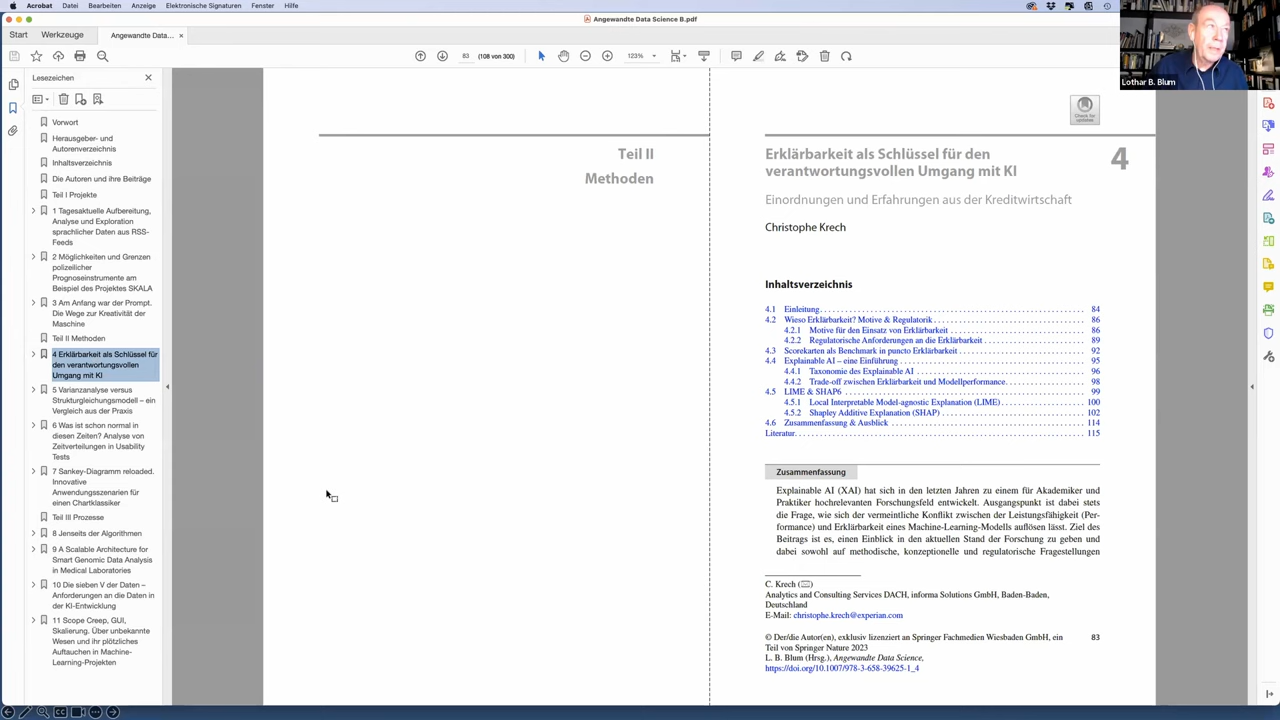 Acrobat Datei Bearbeiten Anzeige Elektronische Signaturen Fenster Hilfe
Angewandte Data Science B.pdf
Start Werkzeuge Angewandte Data... ×
83 (108 von 300) 123%
Lothar B. Blum
Lesezeichen
Vorwort
Herausgeber- und
Autorenverzeichnis
Inhaltsverzeichnis
Die Autoren und ihre Beiträge
Teil I Projekte
1 Tagesaktuelle Aufbereitung,
Analyse und Exploration
sprachlicher Daten aus RSS-
Feeds
2 Möglichkeiten und Grenzen
polizeilicher
Prognoseinstrumente am
Beispiel des Projektes SKALA
3 Am Anfang war der Prompt.
Die Wege zur Kreativität der
Maschine
Teil II Methoden
4 Erklärbarkeit als Schlüssel für
den verantwortungsvollen
Umgang mit KI
5 Varianzanalyse versus
Strukturgleichungsmodell – ein
Vergleich aus der Praxis
6 Was ist schon normal in
diesen Zeiten? Analyse von
Zeitverteilungen in Usability
Tests
7 Sankey-Diagramm reloaded.
Innovative
Anwendungsszenarien für
einen Chartklassiker
Teil III Prozesse
8 Jenseits der Algorithmen
9 A Scalable Architecture for
Smart Genomic Data Analysis
in Medical Laboratories
10 Die sieben V der Daten –
Anforderungen an die Daten in
der KI-Entwicklung
11 Scope Creep, GUI,
Skalierung. Über unbekannte
Wesen und ihr plötzliches
Auftauchen in Machine-
Learning-Projekten
Teil II
Methoden
Check for
updates
Erklärbarkeit als Schlüssel für den
verantwortungsvollen Umgang mit KI
4
Einordnungen und Erfahrungen aus der Kreditwirtschaft
Christophe Krech
Inhaltsverzeichnis
4.1 Einleitung 84
4.2 Wieso Erklärbarkeit? Motive & Regulatorik 86
4.2.1 Motive für den Einsatz von Erklärbarkeit 86
4.2.2 Regulatorische Anforderungen an die Erklärbarkeit 89
4.3 Scorekarten als Benchmark in puncto Erklärbarkeit 92
4.4 Explainable AI – eine Einführung 95
4.4.1 Taxonomie des Explainable AI 96
4.4.2 Trade-off zwischen Erklärbarkeit und Modellperformance 98
4.5 LIME & SHAP6 99
4.5.1 Local Interpretable Model-agnostic Explanation (LIME) 100
4.5.2 Shapley Additive Explanation (SHAP) 102
4.6 Zusammenfassung & Ausblick 114
Literatur 115
Zusammenfassung
Explainable AI (XAI) hat sich in den letzten Jahren zu einem für Akademiker und
Praktiker hochrelevanten Forschungsfeld entwickelt. Ausgangspunkt ist dabei stets
die Frage, wie sich der vermeintliche Konflikt zwischen der Leistungsfähigkeit (Per-
formance) und Erklärbarkeit eines Machine-Learning-Modells auflösen lässt. Ziel des
Beitrags ist es, einen Einblick in den aktuellen Stand der Forschung zu geben und
dabei sowohl auf methodische, konzeptionelle und regulatorische Fragestellungen
C. Krech (✉)
Analytics and Consulting Services DACH, informa Solutions GmbH, Baden-Baden,
Deutschland
E-Mail: christophe.krech@experian.com
© Der/die Autor(en), exklusiv lizenziert an Springer Fachmedien Wiesbaden GmbH, ein 83
Teil von Springer Nature 2023
L. B. Blum (Hrsg.), Angewandte Data Science,
https://doi.org/10.1007/978-3-658-39625-1_4